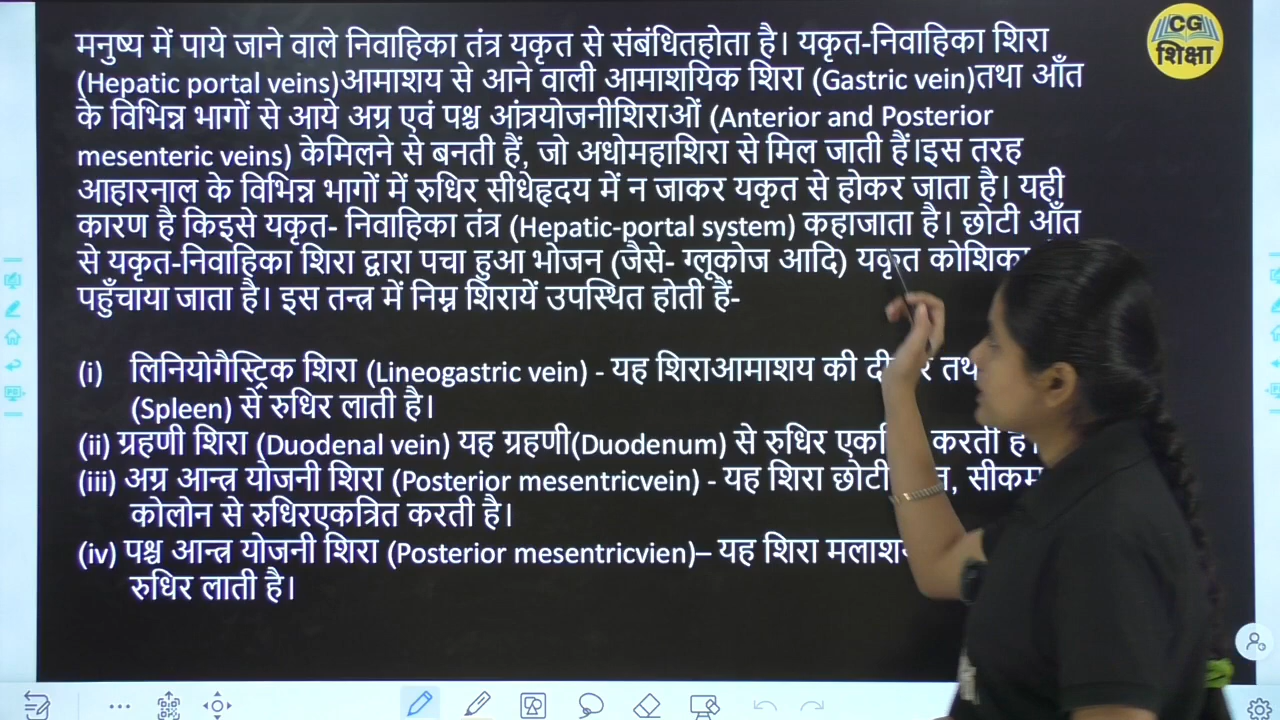 मनुष्य में पाये जाने वाले निवाहिका तंत्र यकृत से संबंधितहोता है। यकृत-निवाहिका शिरा
(Hepatic portal veins)आमाशय से आने वाली आमाशयिक शिरा (Gastric vein)तथा आँत
के विभिन्न भागों से आये अग्र एवं पश्च आंत्रयोजनीशिराओं (Anterior and Posterior
mesenteric veins) केमिलने से बनती हैं, जो अधोमहाशिरा से मिल जाती हैं।इस तरह
आहारनाल के विभिन्न भागों में रुधिर सीधेहृदय में न जाकर यकृत से होकर जाता है। यही
कारण है किइसे यकृत- निवाहिका तंत्र (Hepatic-portal system) कहाजाता है। छोटी आँत
से यकृत-निवाहिका शिरा द्वारा पचा हुआ भोजन (जैसे- ग्लूकोज आदि) यकृत
पहुँचाया जाता है। इस तन्त्र में निम्न शिरायें उपस्थित होती हैं-
(i) लिनियोगैस्ट्रिक शिरा (Lineogastric vein) - यह शिराआमाशय की
(Spleen) से रुधिर लाती है।
(ii) ग्रहणी शिरा (Duodenal vein) यह ग्रहणी(Duodenum) से रुधिर करती
(iii) अग्र आन्त्र योजनी शिरा (Posterior mesentricvein) - यह शिरा छोटी
कोलोन से रुधिरएकत्रित करती है।
(iv) पश्च आन्त्र योजनी शिरा (Posterior mesentricvien)– यह शिरा
रुधिर लाती है।
CG
शिक्षा